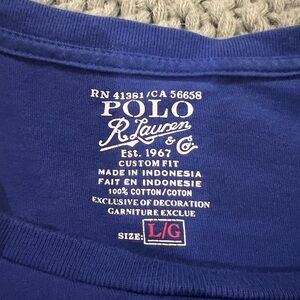 RN 41381/CA 56658
POLO
R. Lauren
& Co
Est. 1967
CUSTOM FIT
MADE IN INDONESIA
FAIT EN INDONESIE
100% COTTON/COTON
EXCLUSIVE OF DECORATION
GARNITURE EXCLUE
SIZE: L/G